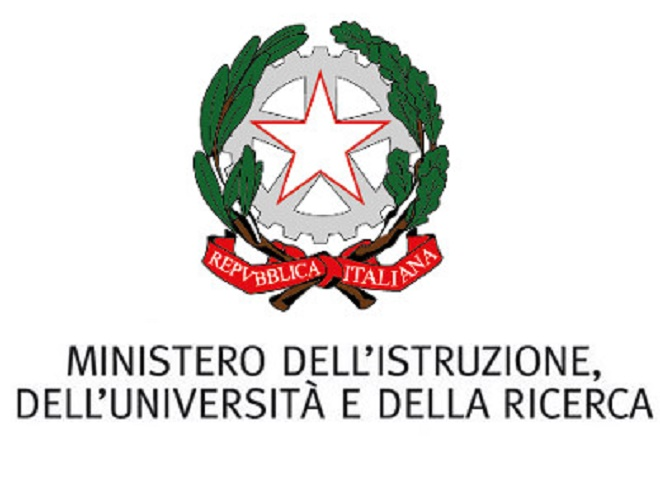 REPVBBLICA ITALIANA
MINISTERO DELL'ISTRUZIONE,
DELL'UNIVERSITÀ E DELLA RICERCA